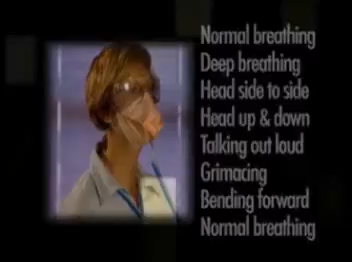 Normal breathing
Deep breathing
Head side to side
Head up & down
Talking out loud
Grimacing
Bending forward
Normal breathing